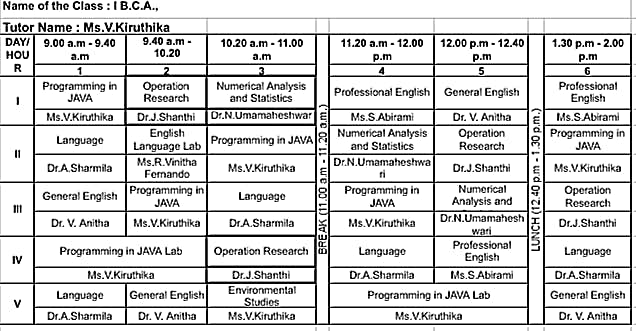 Name of the Class : I B.C.A.,
Tutor Name : Ms.V.Kiruthika
DAY/HOUR 9.00 a.m - 9.40 a.m 9.40 a.m - 10.20 10.20 a.m - 11.00 a.m BREAK (11.00 a.m - 11.20 a.m.) 11.20 a.m - 12.00 p.m 12.00 p.m - 12.40 p.m LUNCH (12.40 p.m - 1.30 p.m.) 1.30 p.m - 2.00 p.m
1 2 3 4 5 6
I Programming in JAVA Operation Research Numerical Analysis and Statistics Professional English General English Professional English
Ms.V.Kiruthika Dr.J.Shanthi Dr.N.Umamaheshwar Ms.S.Abirami Dr. V. Anitha Ms.S.Abirami
II Language English Language Lab Programming in JAVA Numerical Analysis and Statistics Operation Research Programming in JAVA
Dr.A.Sharmila Ms.R.Vinitha Fernando Ms.V.Kiruthika Dr.N.Umamaheshwari Dr.J.Shanthi Ms.V.Kiruthika
III General English Programming in JAVA Language Programming in JAVA Numerical Analysis and Operation Research
Dr. V. Anitha Ms.V.Kiruthika Dr.A.Sharmila Ms.V.Kiruthika Dr.N.Umamaheshwari Dr.J.Shanthi
IV Programming in JAVA Lab Operation Research Language Professional English Language
Ms.V.Kiruthika Dr.J.Shanthi Dr.A.Sharmila Ms.S.Abirami Dr.A.Sharmila
V Language General English Environmental Studies Programming in JAVA Lab General English
Dr.A.Sharmila Dr. V. Anitha Ms.V.Kiruthika Ms.V.Kiruthika Dr. V. Anitha